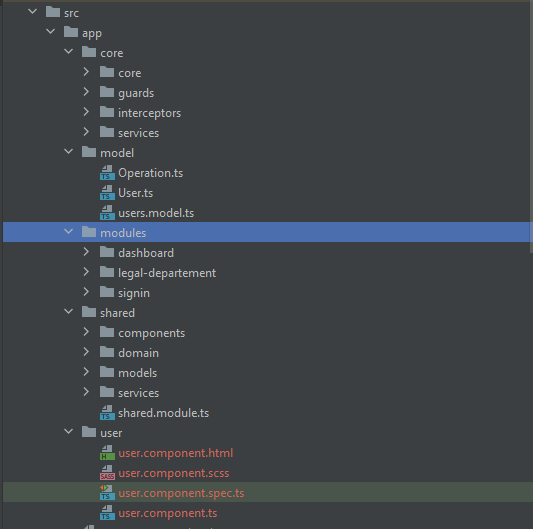 src
app
core
core
guards
interceptors
services
model
Operation.ts
User.ts
users.model.ts
modules
dashboard
legal-departement
signin
shared
components
domain
models
services
shared.module.ts
user
user.component.html
user.component.scss
user.component.spec.ts
user.component.ts